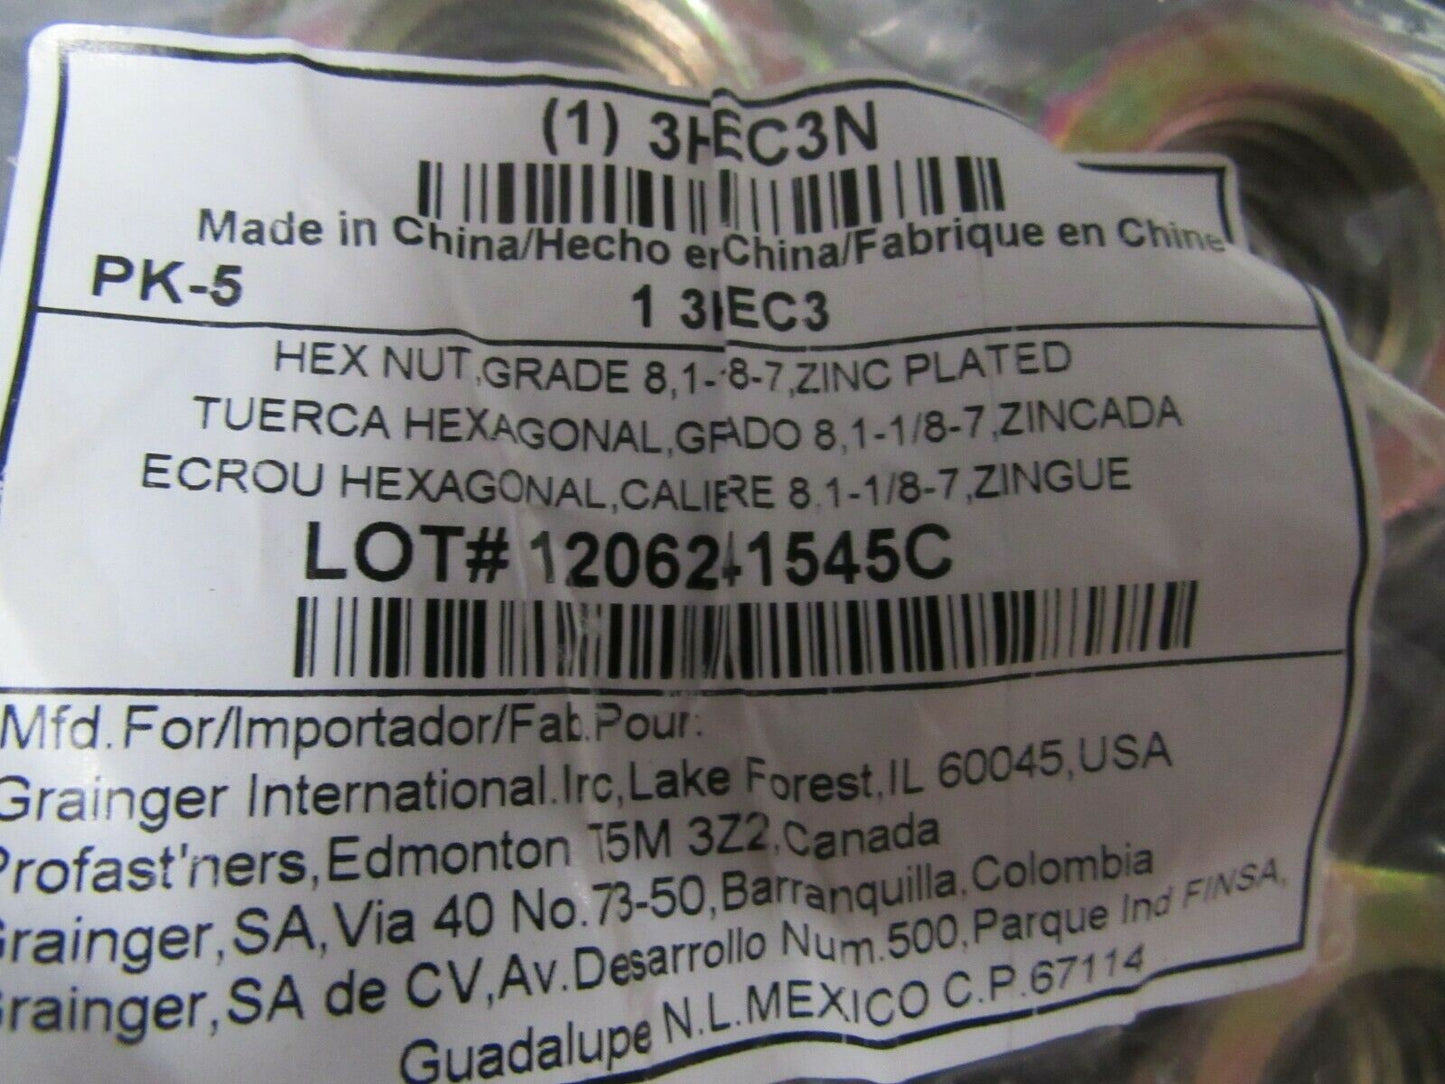 (1) 3HEC3N
Made in China/Hecho en China/Fabrique en Chine
PK-5 1 3HEC3
HEX NUT,GRADE 8,1-1/8-7,ZINC PLATED
TUERCA HEXAGONAL,GRADO 8,1-1/8-7,ZINCADA
ECROU HEXAGONAL,CALIBRE 8,1-1/8-7,ZINGUE
LOT# 1206241545C
Mfd.For/Importador/Fab.Pour:
Grainger International.Inc,Lake Forest,IL 60045,USA
Profast'ners,Edmonton T5M 3Z2,Canada
Grainger,SA,Via 40 No.73-50,Barranquilla,Colombia
Grainger,SA de CV,Av.Desarrollo Num.500,Parque Ind FINSA,
Guadalupe N.L.MEXICO C.P.67114